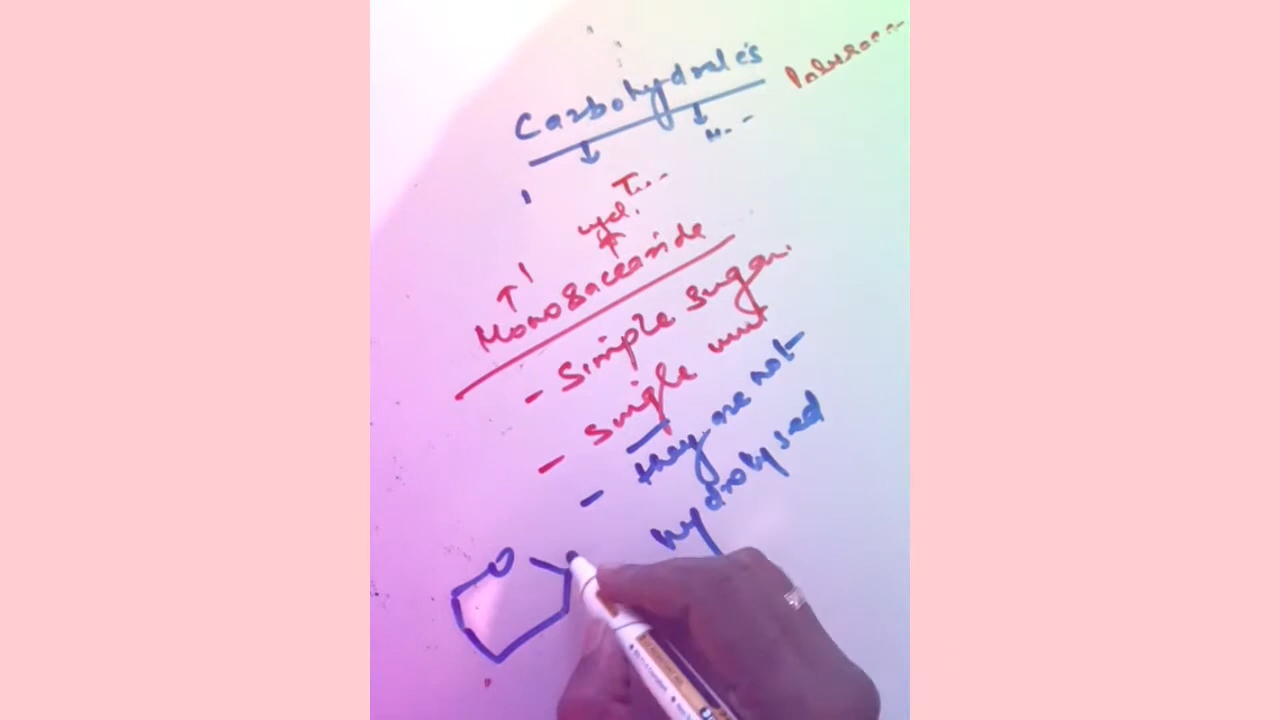 Carbohydrates
Monosaccaride
- Simple Sugar.
- Single unit
- they are not
hydrolysed
O